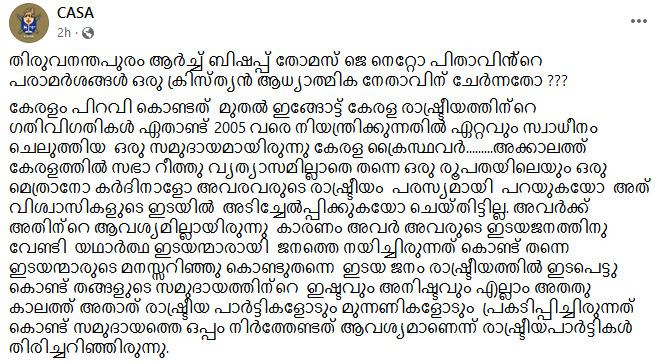 CASA
2h ·
തിരുവനന്തപുരം ആർച്ച് ബിഷപ്പ് തോമസ് ജെ നെറ്റോ പിതാവിൻ്റെ
പരാമർശങ്ങൾ ഒരു ക്രിസ്ത്യൻ ആധ്യാത്മിക നേതാവിന് ചേർന്നതോ ???
കേരളം പിറവി കൊണ്ടത് മുതൽ ഇങ്ങോട്ട് കേരള രാഷ്ട്രീയത്തിൻറെ
ഗതിവിഗതികൾ ഏതാണ്ട് 2005 വരെ നിയന്ത്രിക്കുന്നതിൽ ഏറ്റവും സ്വാധീനം
ചെലുത്തിയ ഒരു സമുദായമായിരുന്നു കേരള ക്രൈസ്തവർ.........അക്കാലത്ത്
കേരളത്തിൽ സഭാ റീത്തു വ്യത്യാസമില്ലാതെ തന്നെ ഒരു രൂപതയിലെയും ഒരു
മെത്രാനോ കർദിനാളോ അവരവരുടെ രാഷ്ട്രീയം പരസ്യമായി പറയുകയോ അത്
വിശ്വാസികളുടെ ഇടയിൽ അടിച്ചേൽപ്പിക്കുകയോ ചെയ്തിട്ടില്ല. അവർക്ക്
അതിന്റെ ആവശ്യമില്ലായിരുന്നു കാരണം അവർ അവരുടെ ഇടയജനത്തിനു
വേണ്ടി യഥാർത്ഥ ഇടയന്മാരായി ജനത്തെ നയിച്ചിരുന്നത് കൊണ്ട് തന്നെ
ഇടയന്മാരുടെ മനസ്സറിഞ്ഞു കൊണ്ടുതന്നെ ഇടയ ജനം രാഷ്ട്രീയത്തിൽ ഇടപെട്ടു
കൊണ്ട് തങ്ങളുടെ സമുദായത്തിൻറെ ഇഷ്ടവും അനിഷ്ടവും എല്ലാം അതതു
കാലത്ത് അതാത് രാഷ്ട്രീയ പാർട്ടികളോടും മുന്നണികളോടും പ്രകടിപ്പിച്ചിരുന്നത്
കൊണ്ട് സമുദായത്തെ ഒപ്പം നിർത്തേണ്ടത് ആവശ്യമാണെന്ന് രാഷ്ട്രീയപാർട്ടികൾ
തിരിച്ചറിഞ്ഞിരുന്നു.